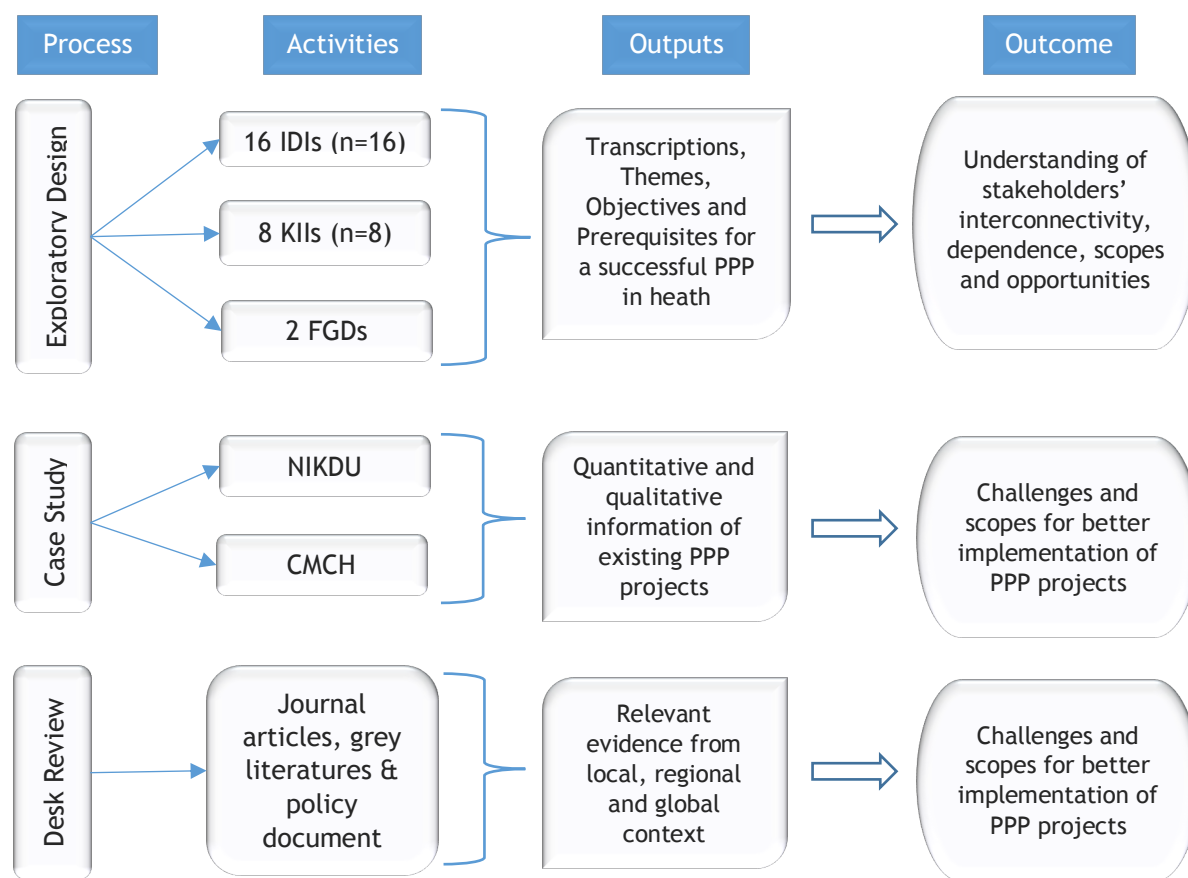 Process
Activities
Outputs
Outcome
Exploratory Design
16 IDIs (n=16)
8 KIIs (n=8)
2 FGDs
Transcriptions,
Themes,
Objectives and
Prerequisites for
a successful PPP
in heath
Understanding of
stakeholders’
interconnectivity,
dependence, scopes
and opportunities
Case Study
NIKDU
CMCH
Quantitative and
qualitative
information of
existing PPP
projects
Challenges and
scopes for better
implementation of
PPP projects
Desk Review
Journal
articles, grey
literatures &
policy
document
Relevant
evidence from
local, regional
and global
context
Challenges and
scopes for better
implementation of
PPP projects